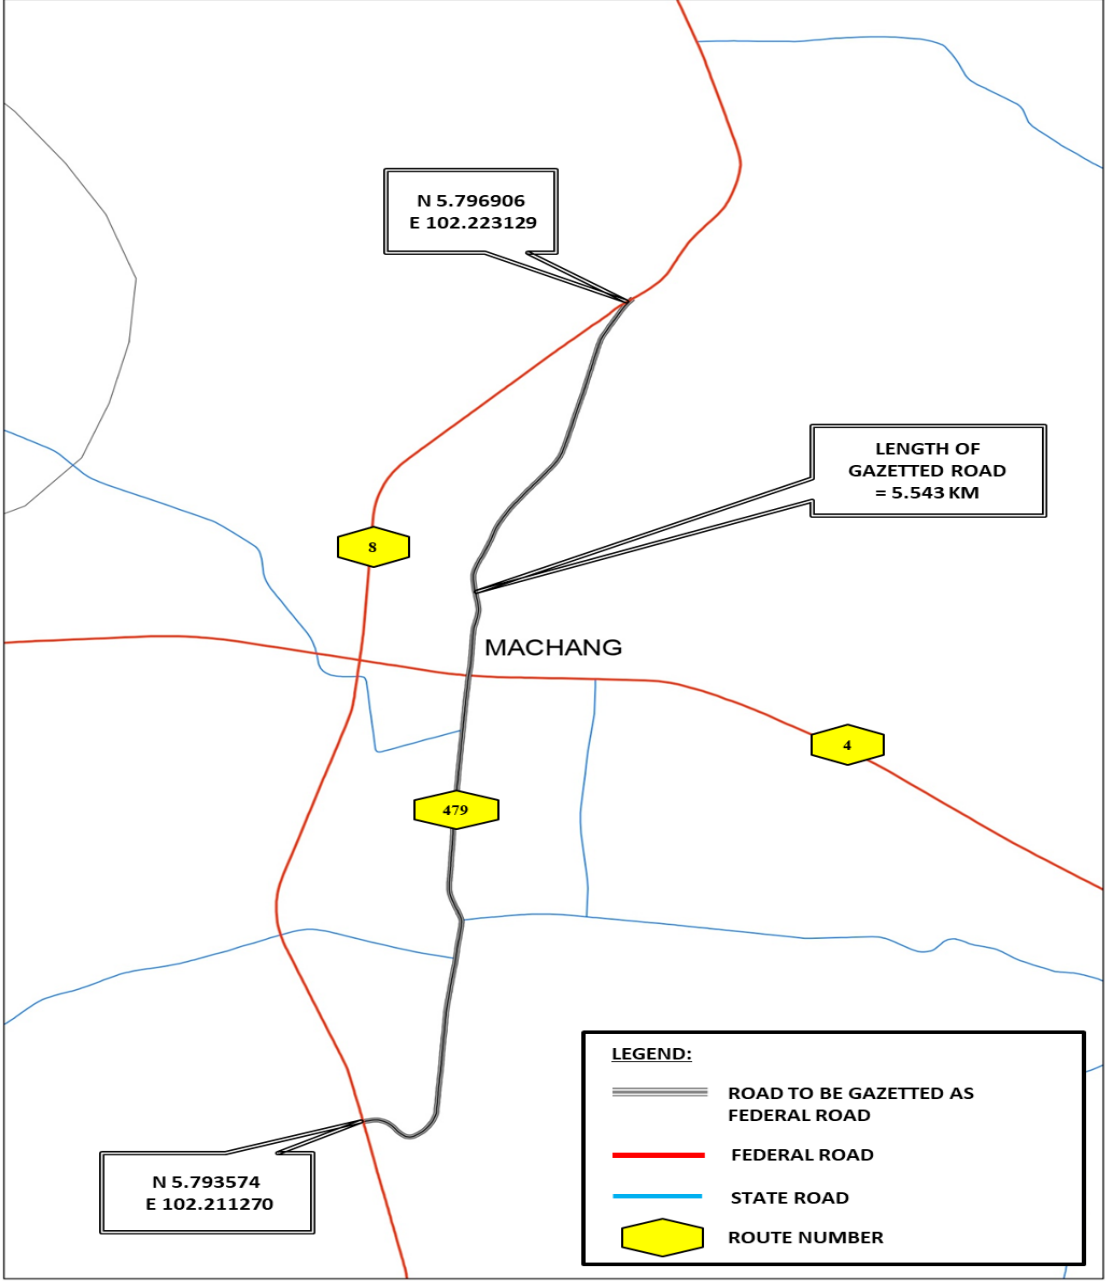 N 5.796906
E 102.223129
LENGTH OF
GAZETTED ROAD
= 5.543 KM
8
MACHANG
4
479
N 5.793574
E 102.211270
LEGEND:
ROAD TO BE GAZETTED AS
FEDERAL ROAD
FEDERAL ROAD
STATE ROAD
ROUTE NUMBER